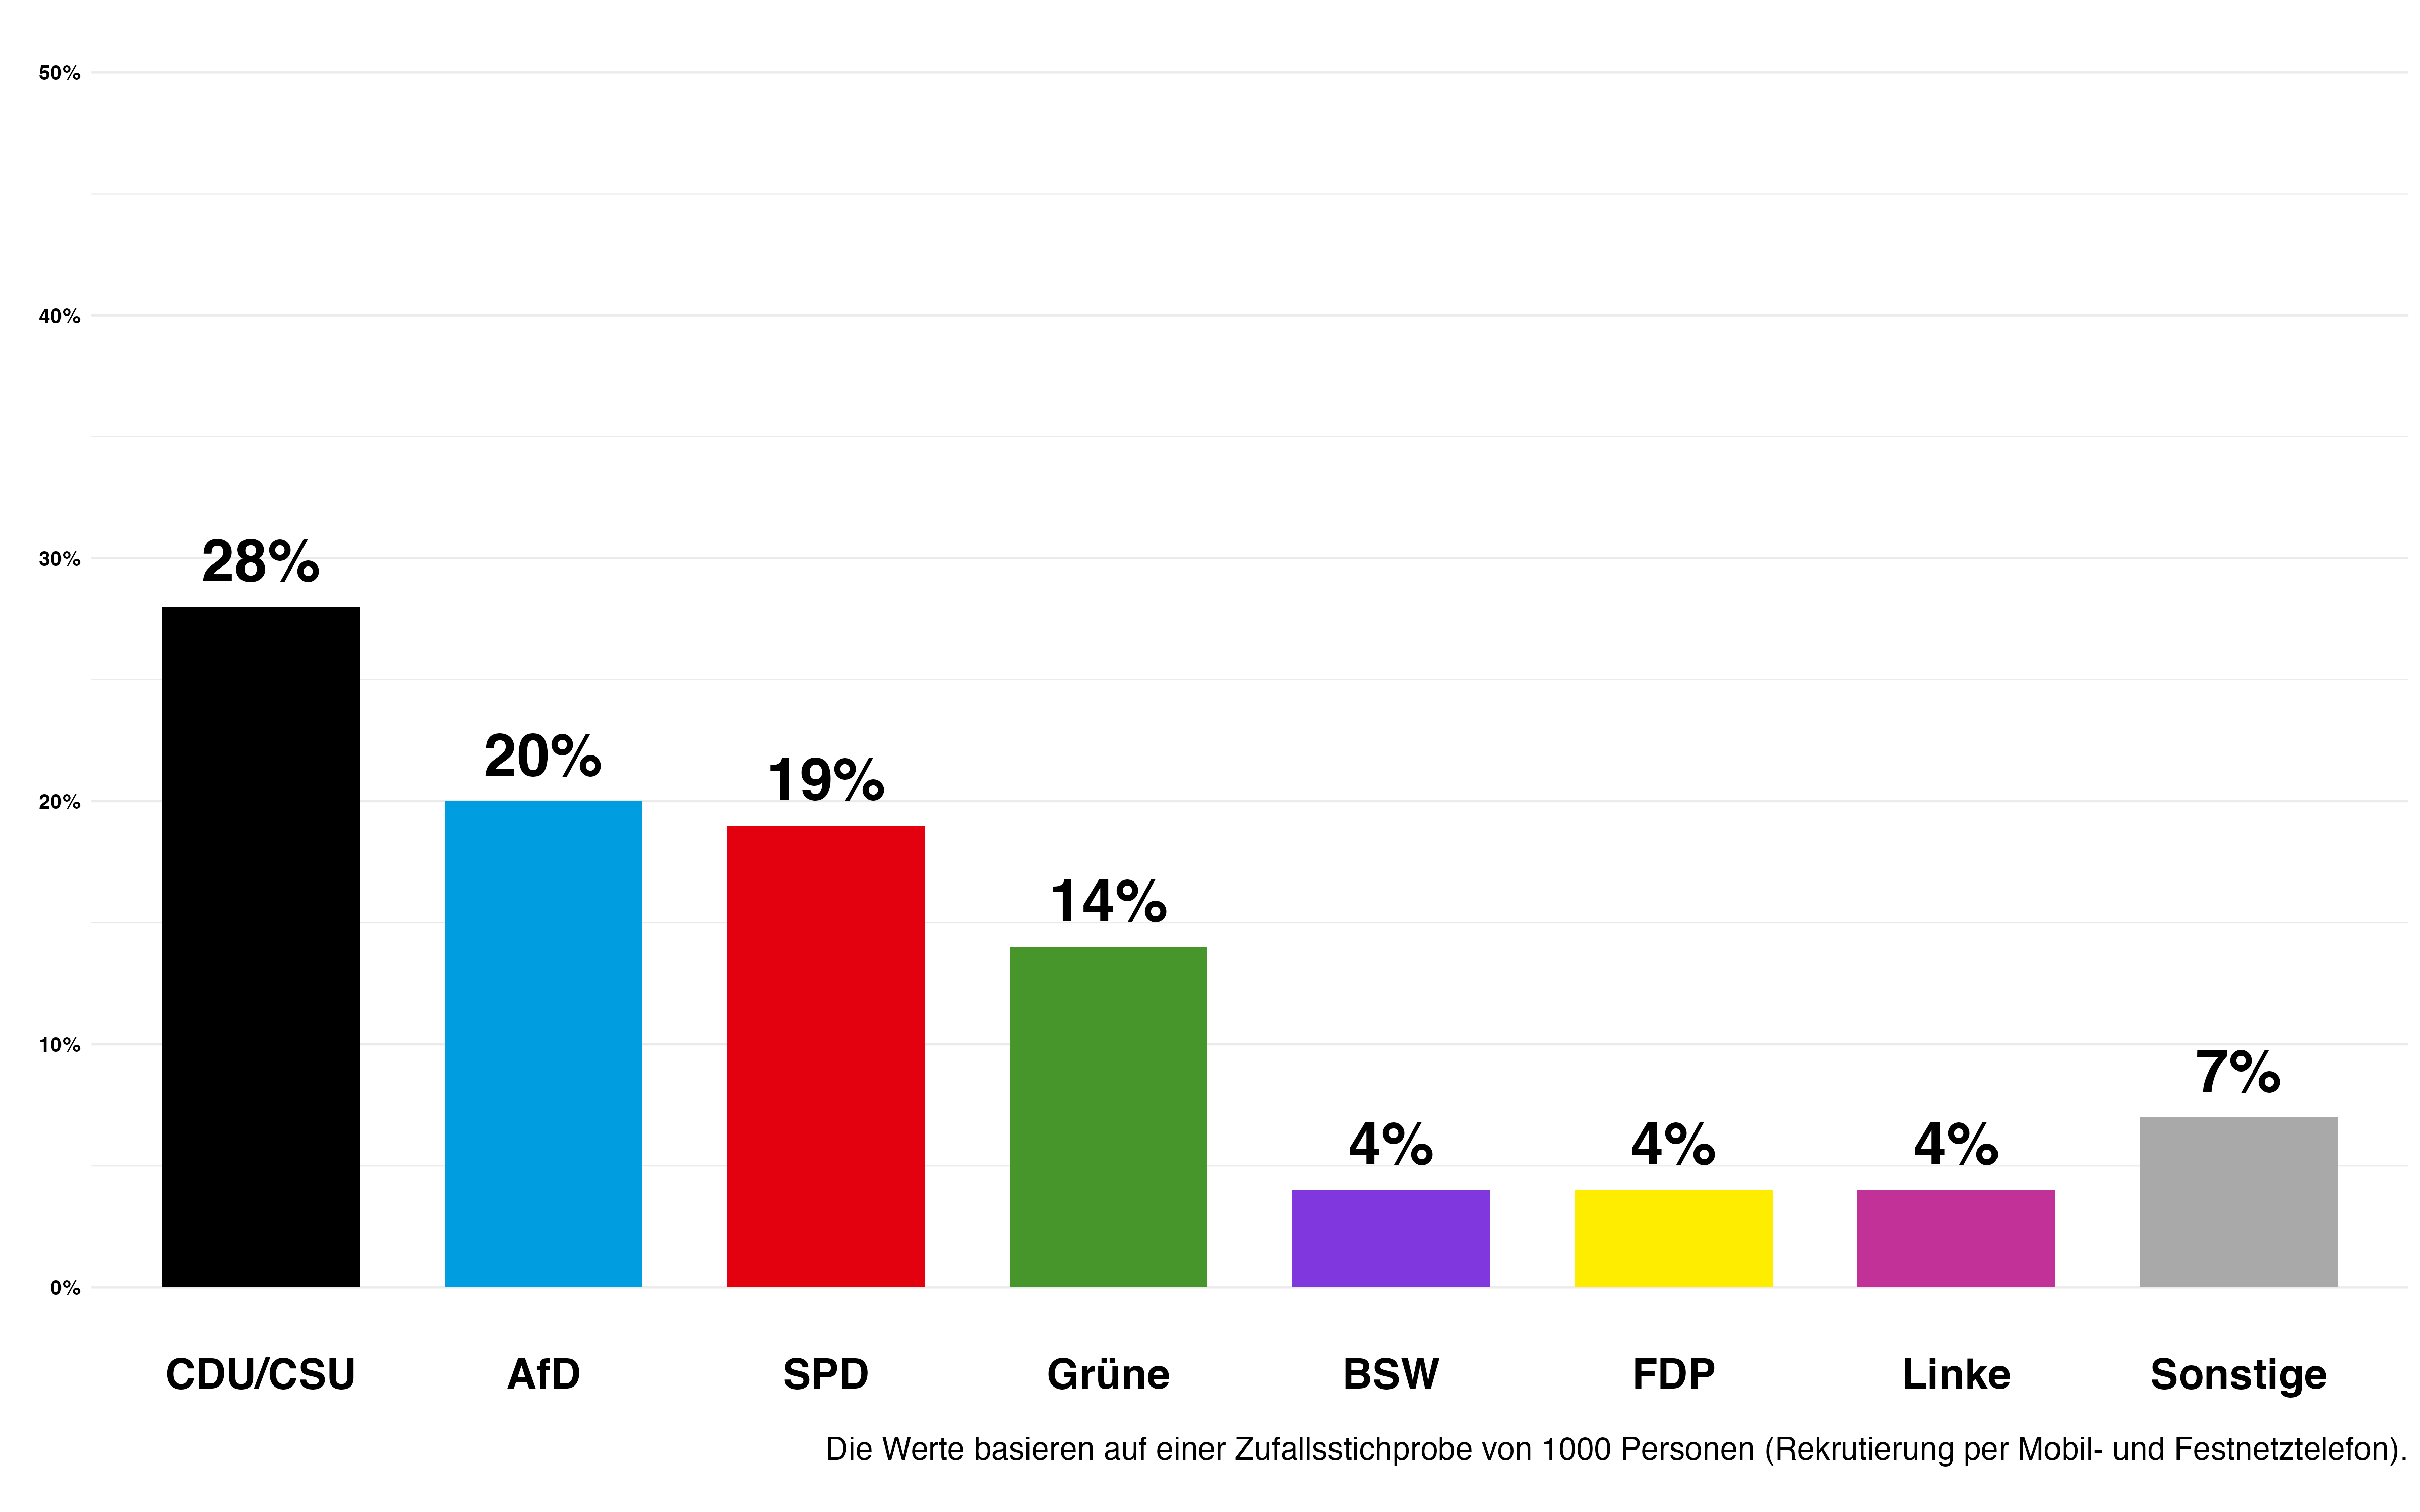 50%
40%
30%
20%
10%
0%
28%
20%
19%
14%
4%
4%
4%
7%
CDU/CSU
AfD
SPD
Grüne
BSW
FDP
Linke
Sonstige
Die Werte basieren auf einer Zufallsstichprobe von 1000 Personen (Rekrutierung per Mobil- und Festnetztelefon).